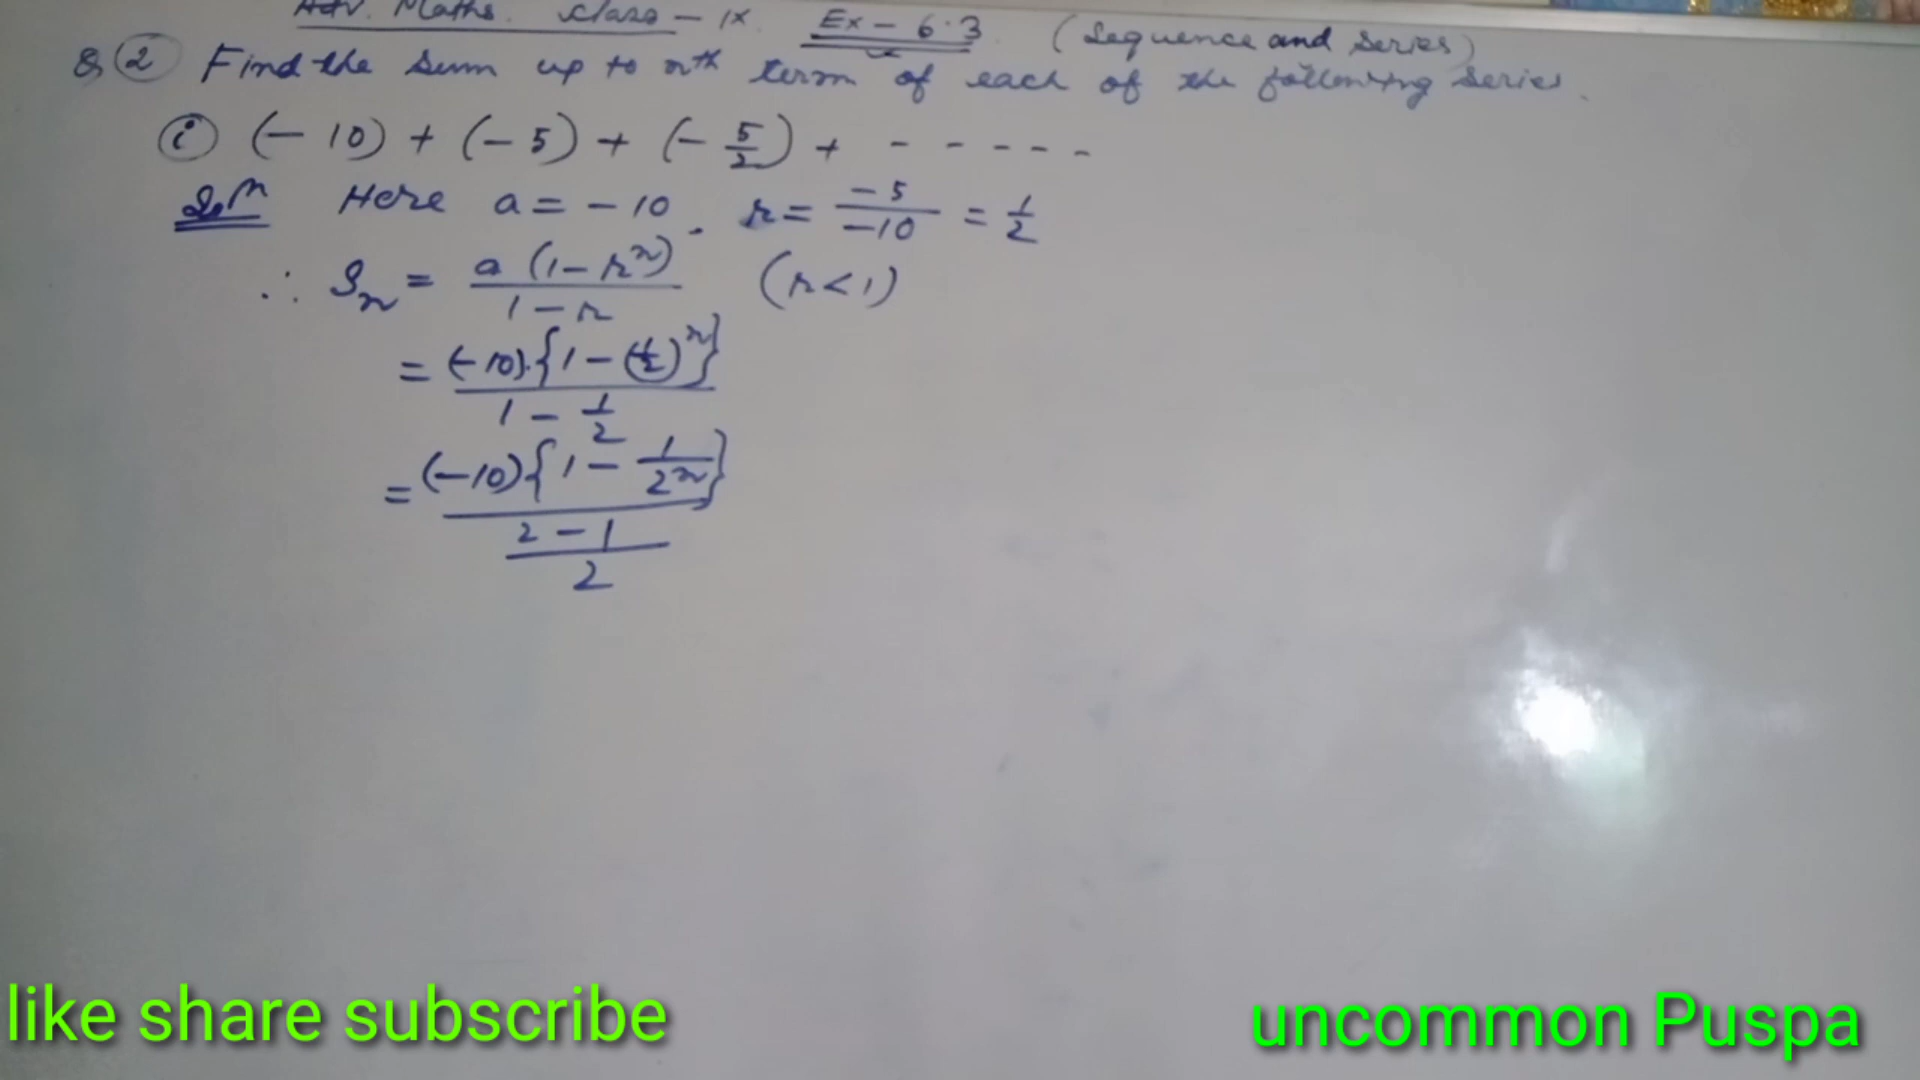 Adv. Maths. Class - IX. Ex - 6.3 (Sequence and Series)
Q ② Find the sum up to nth term of each of the following series.
(i) (- 10) + (- 5) + (- 5/2) + - - - - -
Soln Here a = - 10. r = -5/-10 = 1/2
∴ Sn = a (1 - r^n)/1 - r (r < 1)
= (-10).{1 - (1/2)^n}/1 - 1/2
= (-10){1 - 1/2^n}/(2 - 1)/2
like share subscribe
uncommon Puspa